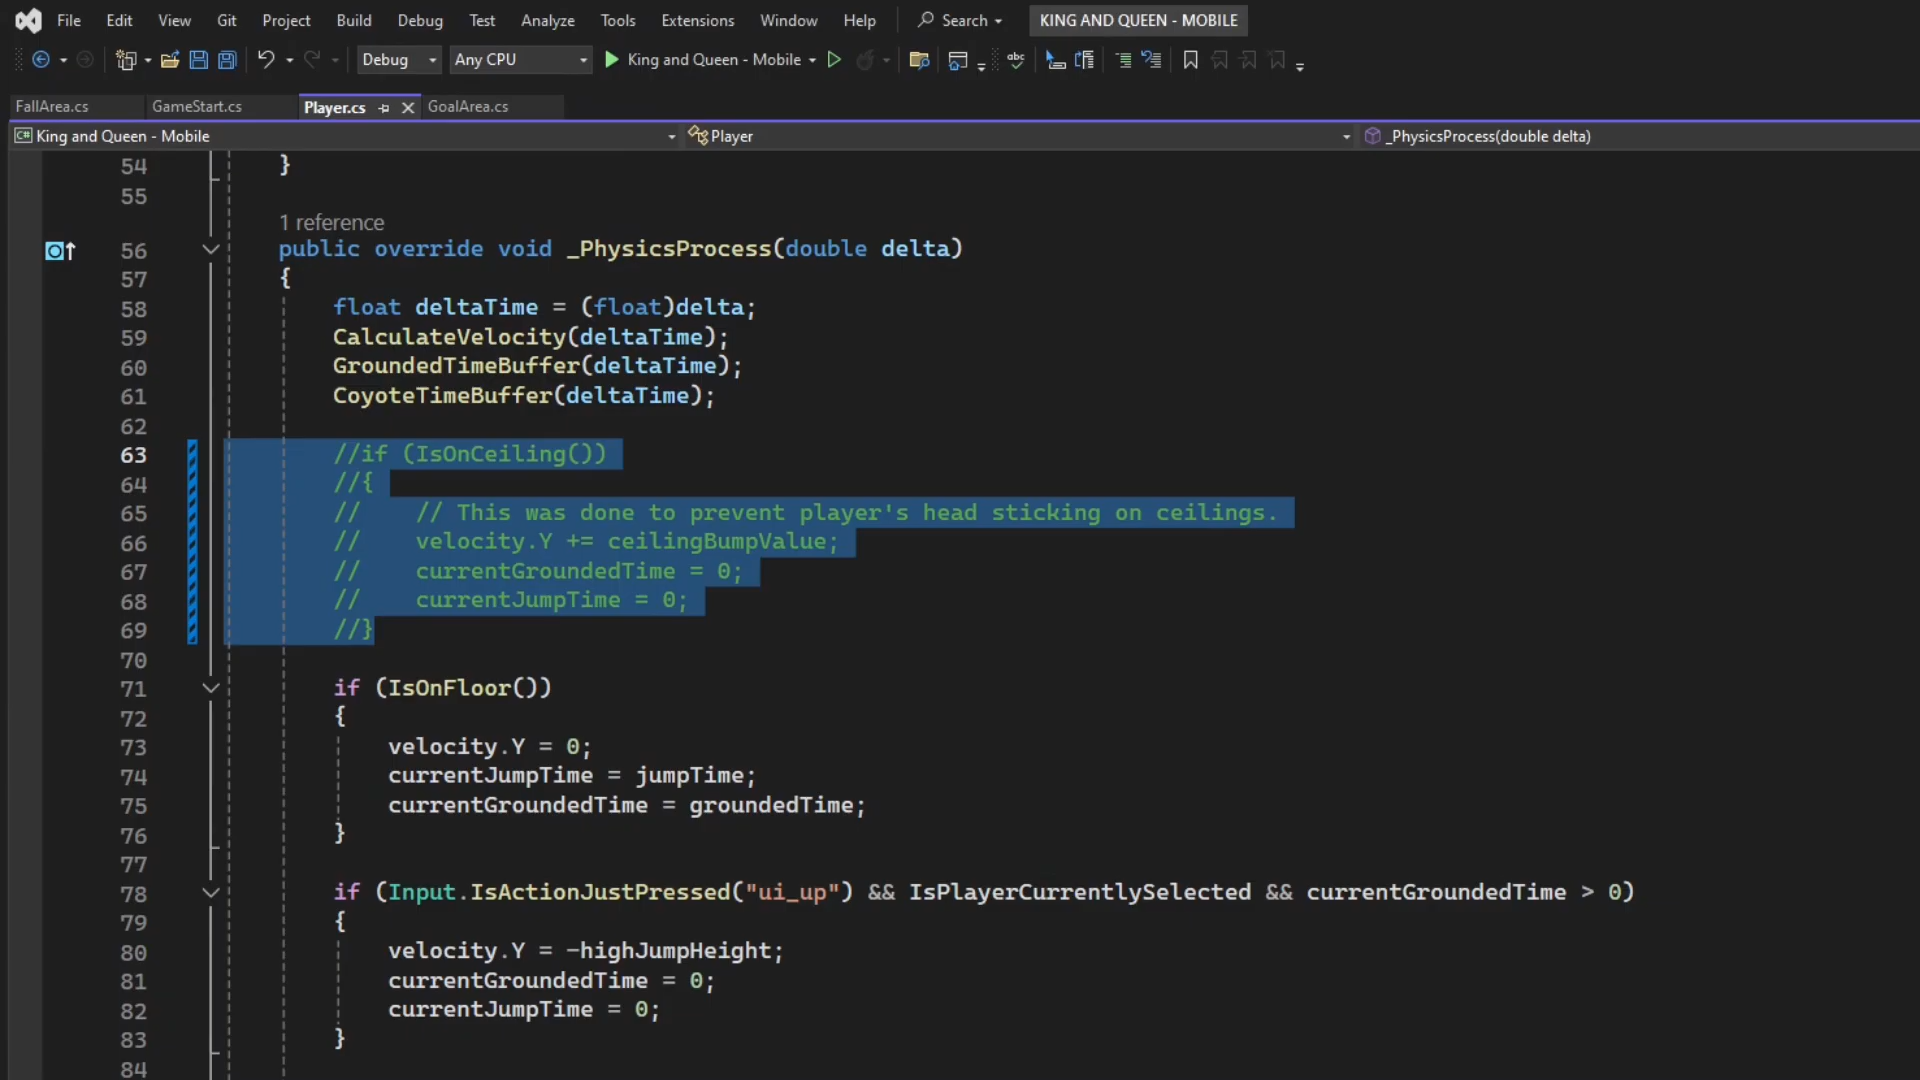 File Edit View Git Project Build Debug Test Analyze Tools Extensions Window Help Search KING AND QUEEN - MOBILE
Debug Any CPU King and Queen - Mobile abc
FallArea.cs GameStart.cs Player.cs GoalArea.cs
C# King and Queen - Mobile Player _PhysicsProcess(double delta)
54 }
55
1 reference
56 public override void _PhysicsProcess(double delta)
57 {
58 float deltaTime = (float)delta;
59 CalculateVelocity(deltaTime);
60 GroundedTimeBuffer(deltaTime);
61 CoyoteTimeBuffer(deltaTime);
62
63 //if (IsOnCeiling())
64 //{
65 // // This was done to prevent player's head sticking on ceilings.
66 // velocity.Y += ceilingBumpValue;
67 // currentGroundedTime = 0;
68 // currentJumpTime = 0;
69 //}
70
71 if (IsOnFloor())
72 {
73 velocity.Y = 0;
74 currentJumpTime = jumpTime;
75 currentGroundedTime = groundedTime;
76 }
77
78 if (Input.IsActionJustPressed("ui_up") && IsPlayerCurrentlySelected && currentGroundedTime > 0)
79 {
80 velocity.Y = -highJumpHeight;
81 currentGroundedTime = 0;
82 currentJumpTime = 0;
83 }
84